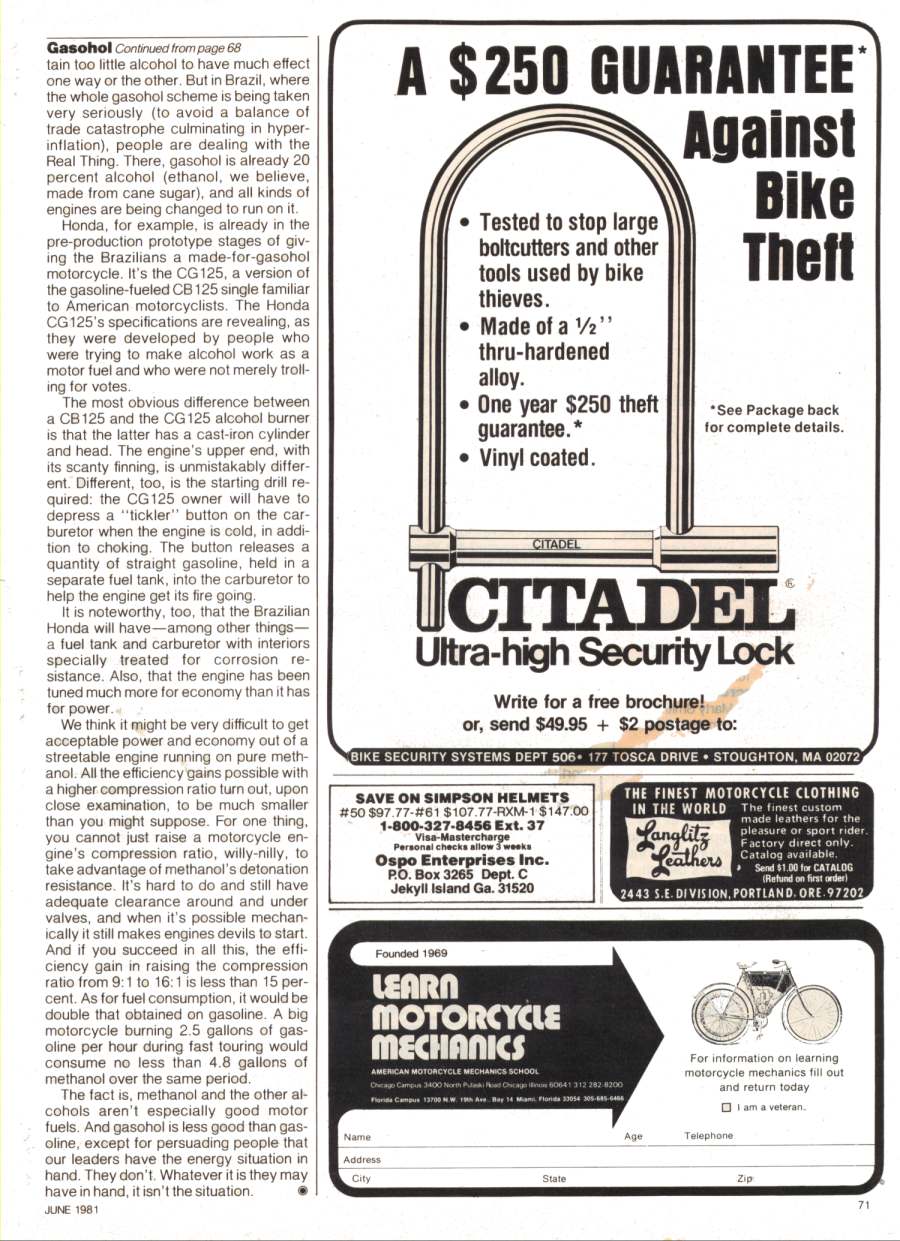 Gasohol Continued from page 68
tain too little alcohol to have much effect
one way or the other. But in Brazil, where
the whole gasohol scheme is being taken
very seriously (to avoid a balance of
trade catastrophe culminating in hyper-
inflation), people are dealing with the
Real Thing. There, gasohol is already 20
percent alcohol (ethanol, we believe,
made from cane sugar), and all kinds of
engines are being changed to run on it.
Honda, for example, is already in the
pre-production prototype stages of giv-
ing the Brazilians a made-for-gasohol
motorcycle. It's the CG125, a version of
the gasoline-fueled CB125 single familiar
to American motorcyclists. The Honda
CG125's specifications are revealing, as
they were developed by people who
were trying to make alcohol work as a
motor fuel and who were not merely troll-
ing for votes.
The most obvious difference between
a CB125 and the CG125 alcohol burner
is that the latter has a cast-iron cylinder
and head. The engine's upper end, with
its scanty finning, is unmistakably differ-
ent. Different, too, is the starting drill re-
quired: the CG125 owner will have to
depress a "tickler" button on the car-
buretor when the engine is cold, in addi-
tion to choking. The button releases a
quantity of straight gasoline, held in a
separate fuel tank, into the carburetor to
help the engine get its fire going.
It is noteworthy, too, that the Brazilian
Honda will have—among other things—
a fuel tank and carburetor with interiors
specially treated for corrosion re-
sistance. Also, that the engine has been
tuned much more for economy than it has
for power.
We think it might be very difficult to get
acceptable power and economy out of a
streetable engine running on pure meth-
anol. All the efficiency gains possible with
a higher compression ratio turn out, upon
close examination, to be much smaller
than you might suppose. For one thing,
you cannot just raise a motorcycle en-
gine's compression ratio, willy-nilly, to
take advantage of methanol's detonation
resistance. It's hard to do and still have
adequate clearance around and under
valves, and when it's possible mechan-
ically it still makes engines devils to start.
And if you succeed in all this, the effi-
ciency gain in raising the compression
ratio from 9:1 to 16:1 is less than 15 per-
cent. As for fuel consumption, it would be
double that obtained on gasoline. A big
motorcycle burning 2.5 gallons of gas-
oline per hour during fast touring would
consume no less than 4.8 gallons of
methanol over the same period.
The fact is, methanol and the other al-
cohols aren't especially good motor
fuels. And gasohol is less good than gas-
oline, except for persuading people that
our leaders have the energy situation in
hand. They don't. Whatever it is they may
have in hand, it isn't the situation.
JUNE 1981
A $250 GUARANTEE*
Against
Bike
Theft
• Tested to stop large
boltcutters and other
tools used by bike
thieves.
• Made of a 1/2''
thru-hardened
alloy.
• One year $250 theft
guarantee.*
• Vinyl coated.
*See Package back
for complete details.
CITADEL
CITADEL®
Ultra-high Security Lock
Write for a free brochure!
or, send $49.95 + $2 postage to:
BIKE SECURITY SYSTEMS DEPT 506• 177 TOSCA DRIVE • STOUGHTON, MA 02072
SAVE ON SIMPSON HELMETS
#50 $97.77-#61 $107.77-RXM-1 $147.00
1-800-327-8456 Ext. 37
Visa-Mastercharge
Personal checks allow 3 weeks
Ospo Enterprises Inc.
P.O. Box 3265 Dept. C
Jekyll Island Ga. 31520
THE FINEST MOTORCYCLE CLOTHING
IN THE WORLD
Langlitz
Leathers
The finest custom
made leathers for the
pleasure or sport rider.
Factory direct only.
Catalog available.
Send $1.00 for CATALOG
(Refund on first order)
2443 S.E. DIVISION, PORTLAND, ORE. 97202
Founded 1969
LEARN
MOTORCYCLE
MECHANICS
AMERICAN MOTORCYCLE MECHANICS SCHOOL
Chicago Campus 3400 North Pulaski Road Chicago Illinois 60641 312 282-8200
Florida Campus 13700 N.W. 19th Ave. Bay 14 Miami, Florida 33054 305-685-6466
For information on learning
motorcycle mechanics fill out
and return today
I am a veteran.
Name Age Telephone
Address
City State Zip
71